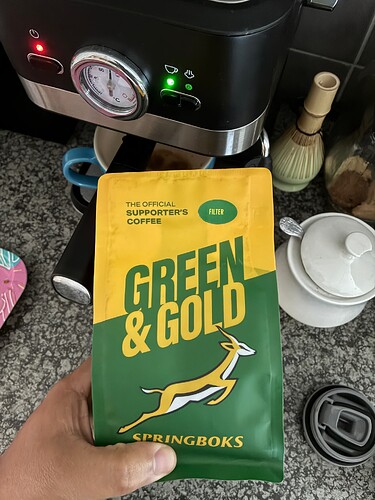 THE OFFICIAL
SUPPORTER'S
COFFEE
FILTER
GREEN
& GOLD
SPRINGBOKS